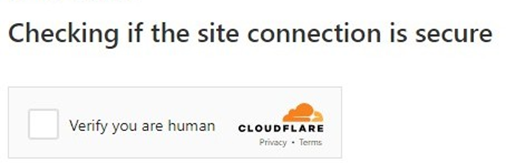 Checking if the site connection is secure
Verify you are human
CLOUDFLARE
Privacy • Terms